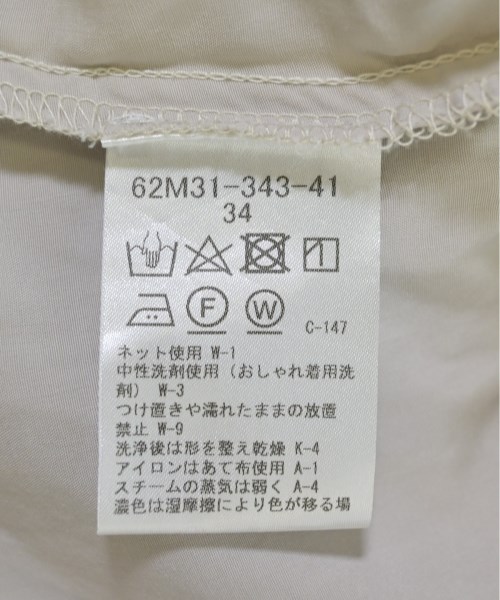 62M31-343-41
34
F W
C-147
ネット使用 W-1
中性洗剤使用（おしゃれ着用洗
剤） W-3
つけ置きや濡れたままの放置
禁止 W-9
洗浄後は形を整え乾燥 K-4
アイロンはあて布使用 A-1
スチームの蒸気は弱く A-4
濃色は湿摩擦により色が移る場